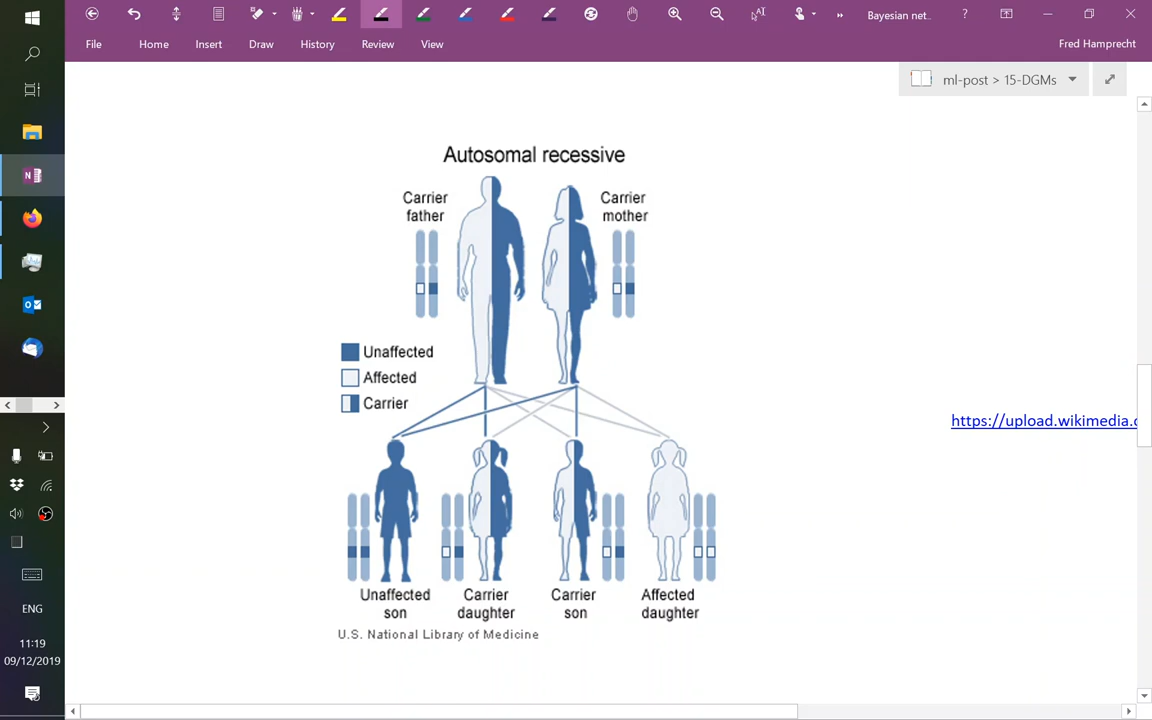 Bayesian net..
File
Home
Insert
Draw
History
Review
View
Fred Hamprecht
ml-post > 15-DGMs
Autosomal recessive
Carrier
father
Carrier
mother
Unaffected
Affected
Carrier
https://upload.wikimedia.
Unaffected
son
Carrier
daughter
Carrier
son
Affected
daughter
U.S. National Library of Medicine
ENG
11:19
09/12/2019